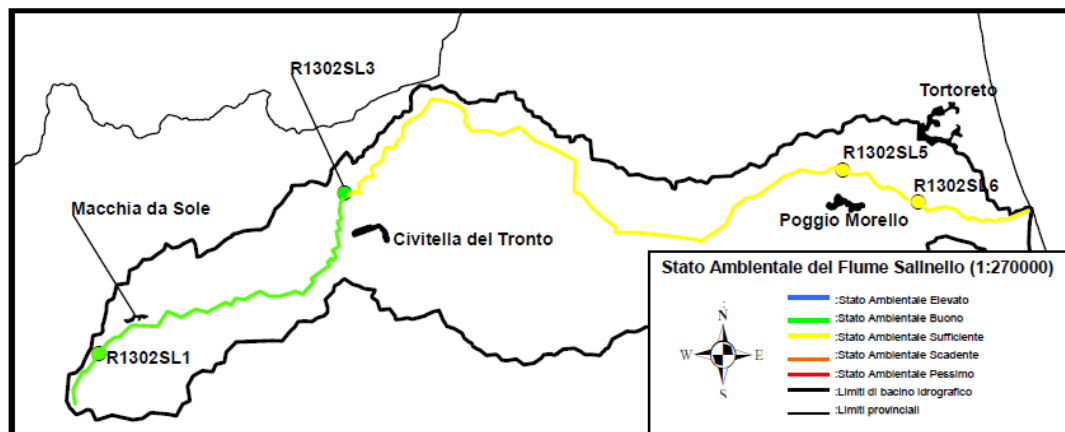 R1302SL3
Tortoreto
R1302SL5
R1302SL6
Macchia da Sole
Poggio Morello
Civitella del Tronto
R1302SL1
Stato Ambientale del Fiume Salinello (1:270000)
:Stato Ambientale Elevato
:Stato Ambientale Buono
:Stato Ambientale Sufficiente
:Stato Ambientale Scadente
:Stato Ambientale Pessimo
:Limiti di bacino idrografico
:Limiti provinciali
N
W E
S